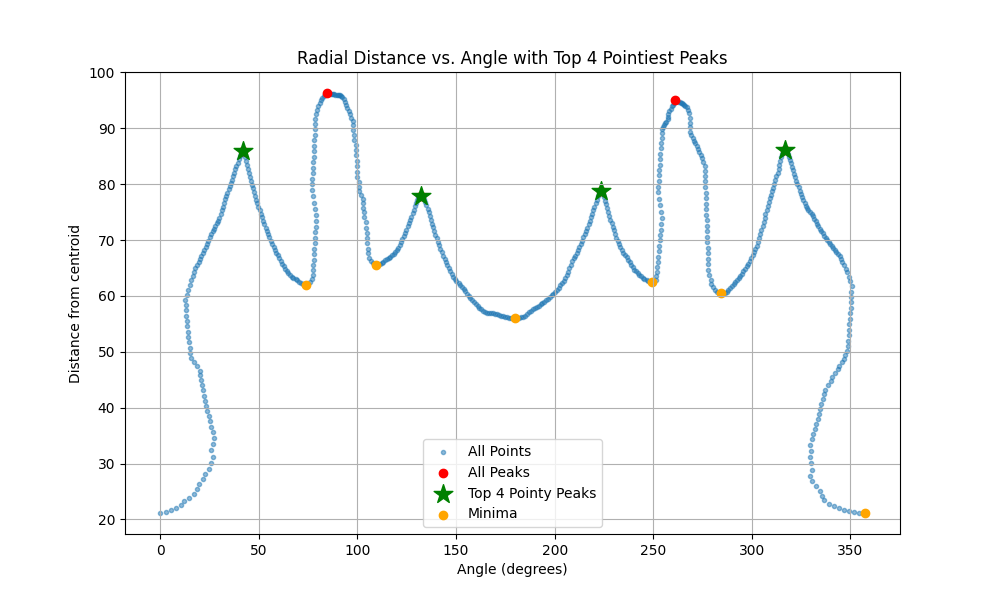 Radial Distance vs. Angle with Top 4 Pointiest Peaks
Distance from centroid
100
90
80
70
60
50
40
30
20
All Points
All Peaks
Top 4 Pointy Peaks
Minima
0 50 100 150 200 250 300 350
Angle (degrees)